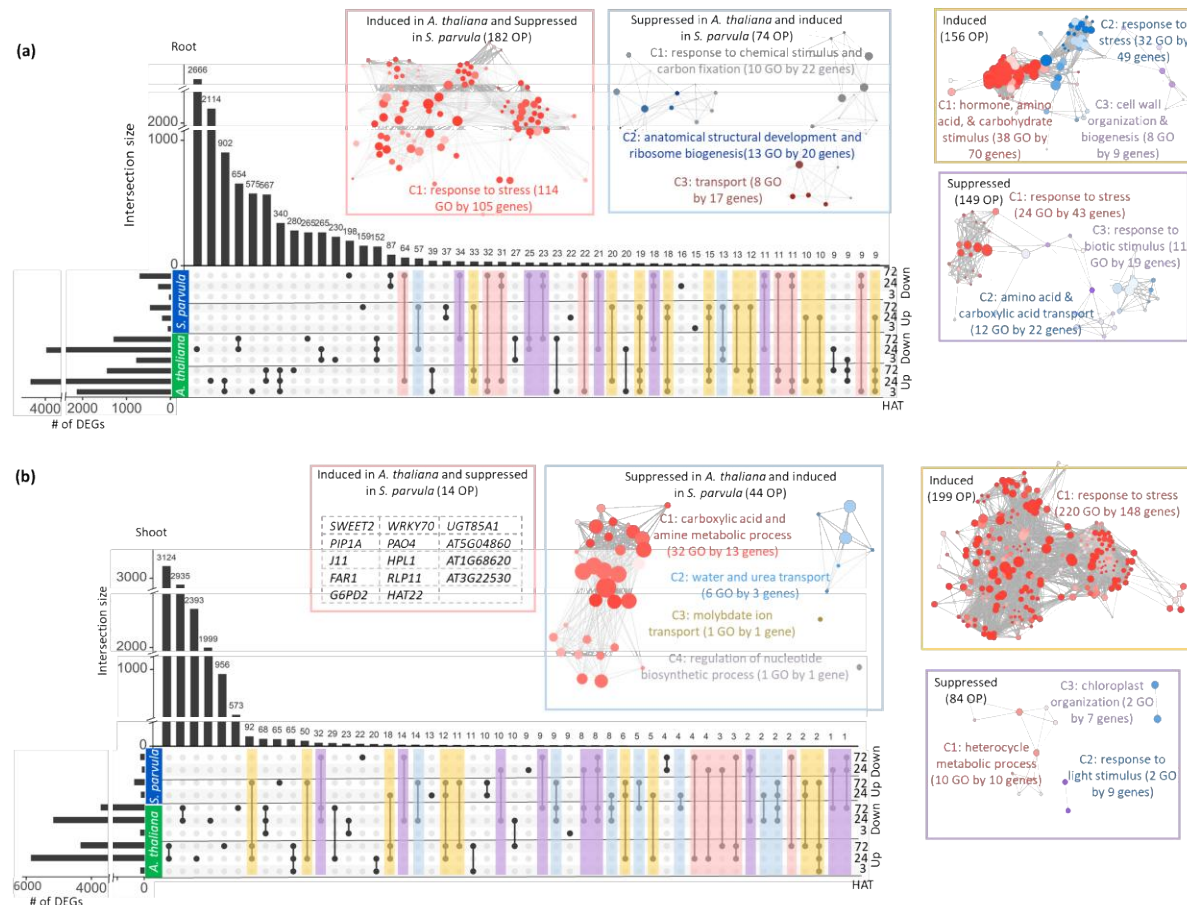 (a)
Root
Intersection size
2000
1000
0
2666
2114
902
654
575
567
340
280
265
265
230
198
159
152
87
64
57
39
37
34
33
32
31
27
25
23
23
22
22
21
20
20
19
18
18
16
15
15
13
12
12
11
11
10
10
9
9
9
9
Induced in A. thaliana and Suppressed
in S. parvula (182 OP)
C1: response to stress (114
GO by 105 genes)
Suppressed in A. thaliana and induced
in S. parvula (74 OP)
C1: response to chemical stimulus and
carbon fixation (10 GO by 22 genes)
C2: anatomical structural development and
ribosome biogenesis(13 GO by 20 genes)
C3: transport (8 GO
by 17 genes)
Induced
(156 OP)
C2: response to
stress (32 GO by
49 genes)
C1: hormone, amino
acid, & carbohydrate
stimulus (38 GO by
70 genes)
C3: cell wall
organization &
biogenesis (8 GO
by 9 genes)
Suppressed
(149 OP)
C1: response to stress
(24 GO by 43 genes)
C3: response to
biotic stimulus (11
GO by 19 genes)
C2: amino acid &
carboxylic acid transport
(12 GO by 22 genes)
S. parvula
A. thaliana
72
24
3
Down
72
24
3
Up
72
24
3
Down
72
24
3
Up
HAT
4000
2000
1000
0
# of DEGs
(b)
Shoot
Intersection size
3000
2000
1000
0
3124
2935
2393
1999
956
573
92
68
65
65
50
32
29
23
22
20
18
18
14
14
13
12
11
11
10
10
10
9
9
9
8
8
8
8
6
6
5
5
4
4
4
4
4
3
3
2
2
2
2
2
2
1
1
Induced in A. thaliana and suppressed
in S. parvula (14 OP)
SWEET2 WRKY70 UGT85A1
PIP1A PAO4 AT5G04860
J11 HPL1 AT1G68620
FAR1 RLP11 AT3G22530
G6PD2 HAT22
Suppressed in A. thaliana and induced
in S. parvula (44 OP)
C1: carboxylic acid and
amine metabolic process
(32 GO by 13 genes)
C2: water and urea transport
(6 GO by 3 genes)
C3: molybdate ion
transport (1 GO by 1 gene)
C4: regulation of nucleotide
biosynthetic process (1 GO by 1 gene)
Induced
(199 OP)
C1: response to stress
(220 GO by 148 genes)
Suppressed
(84 OP)
C3: chloroplast
organization (2 GO
by 7 genes)
C1: heterocycle
metabolic process
(10 GO by 10 genes)
C2: response to
light stimulus (2 GO
by 9 genes)
S. parvula
A. thaliana
72
24
Down
72
24
3
Up
72
24
3
Down
72
24
3
Up
HAT
6000
4000
0
# of DEGs